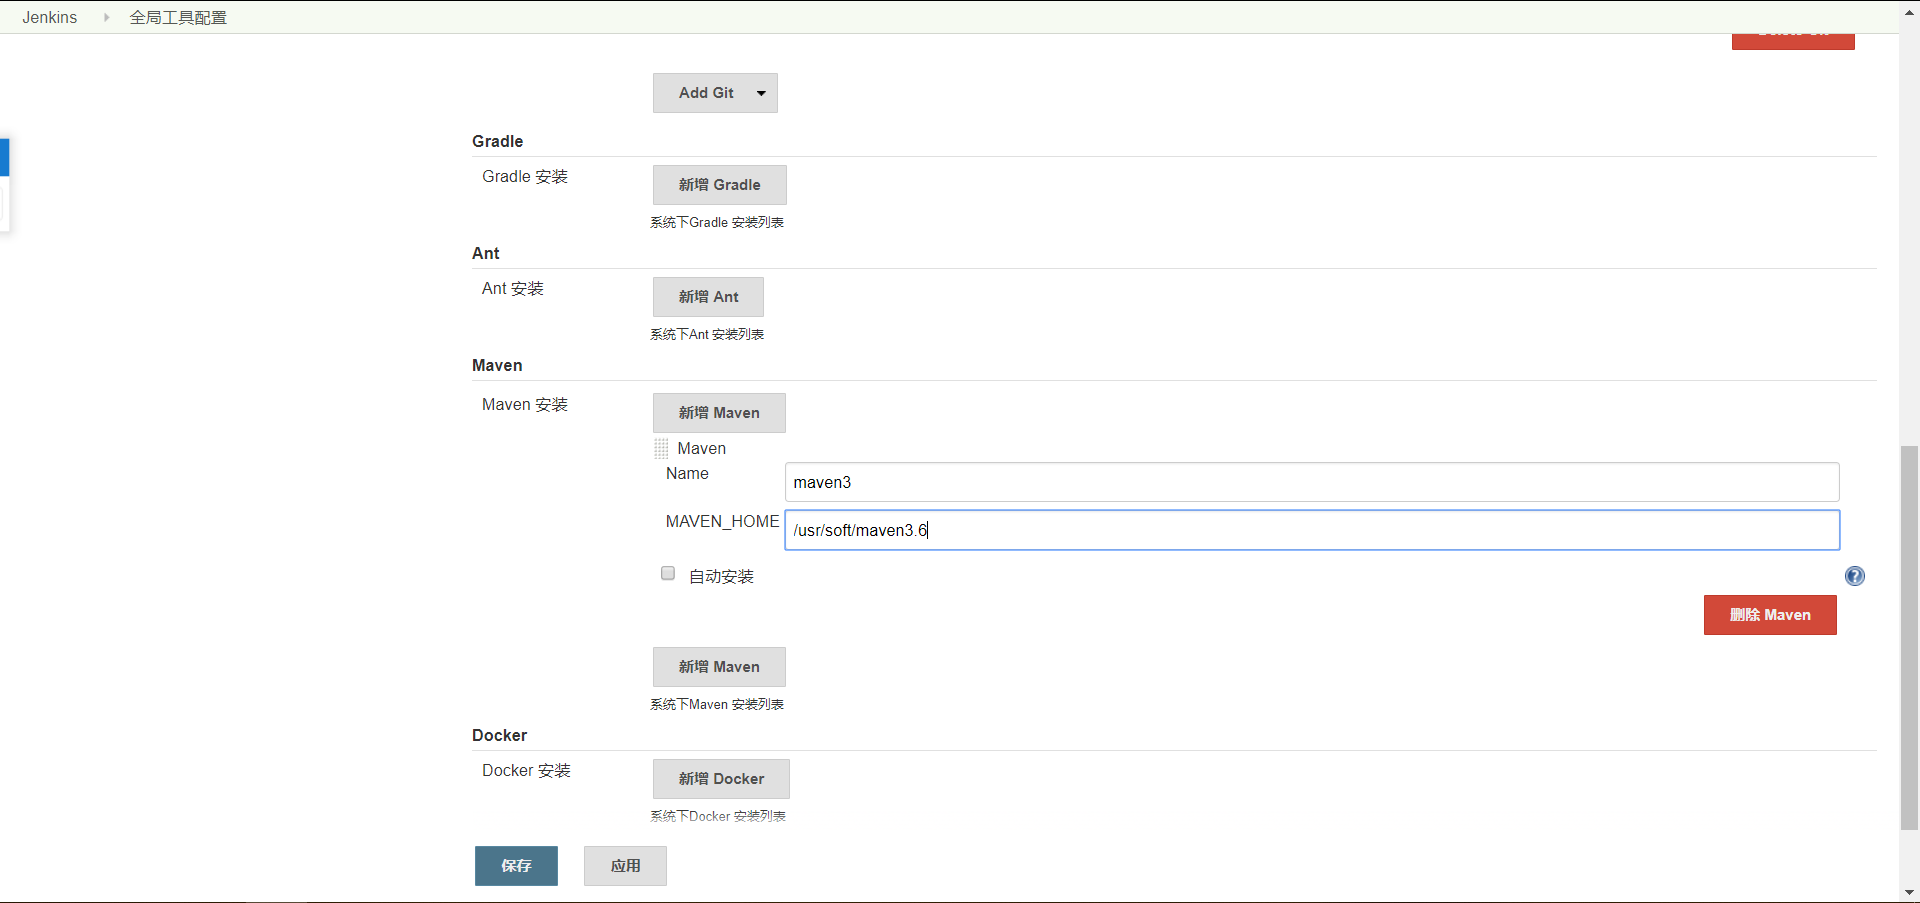 Jenkins 全局工具配置
Add Git
Gradle
Gradle 安装
新增 Gradle
系统下Gradle 安装列表
Ant
Ant 安装
新增 Ant
系统下Ant 安装列表
Maven
Maven 安装
新增 Maven
Maven
Name
maven3
MAVEN_HOME
/usr/soft/maven3.6
自动安装
删除 Maven
新增 Maven
系统下Maven 安装列表
Docker
Docker 安装
新增 Docker
系统下Docker 安装列表
保存
应用